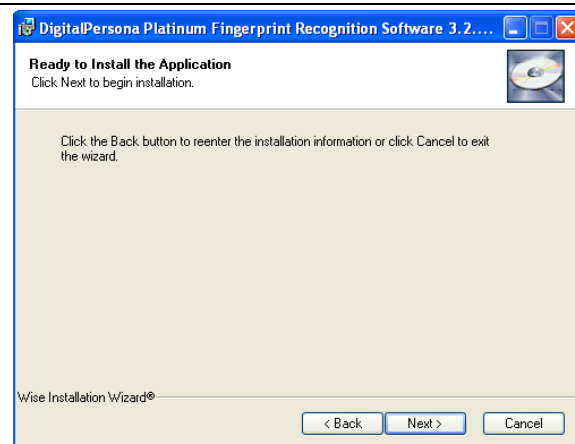 DigitalPersona Platinum Fingerprint Recognition Software 3.2....
Ready to Install the Application
Click Next to begin installation.
Click the Back button to reenter the installation information or click Cancel to exit
the wizard.
Wise Installation Wizard®
< Back Next > Cancel